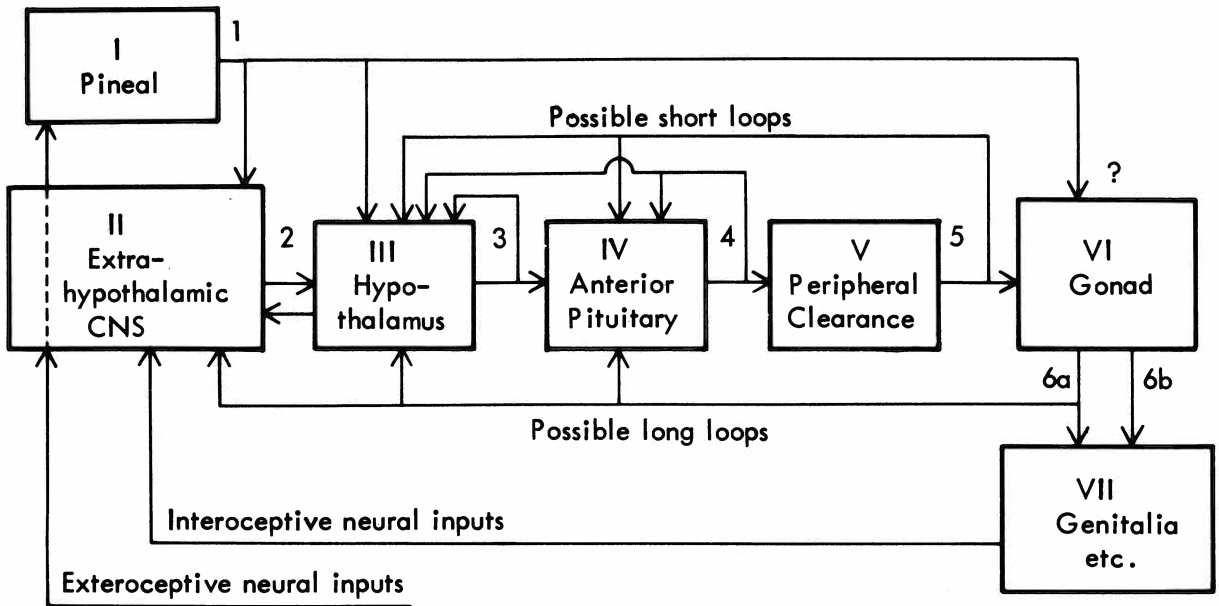 I
Pineal
1
Possible short loops
?
II
Extra-
hypothalamic
CNS
2
III
Hypo-
thalamus
3
IV
Anterior
Pituitary
4
V
Peripheral
Clearance
5
VI
Gonad
6a
6b
Possible long loops
VII
Genitalia
etc.
Interoceptive neural inputs
Exteroceptive neural inputs